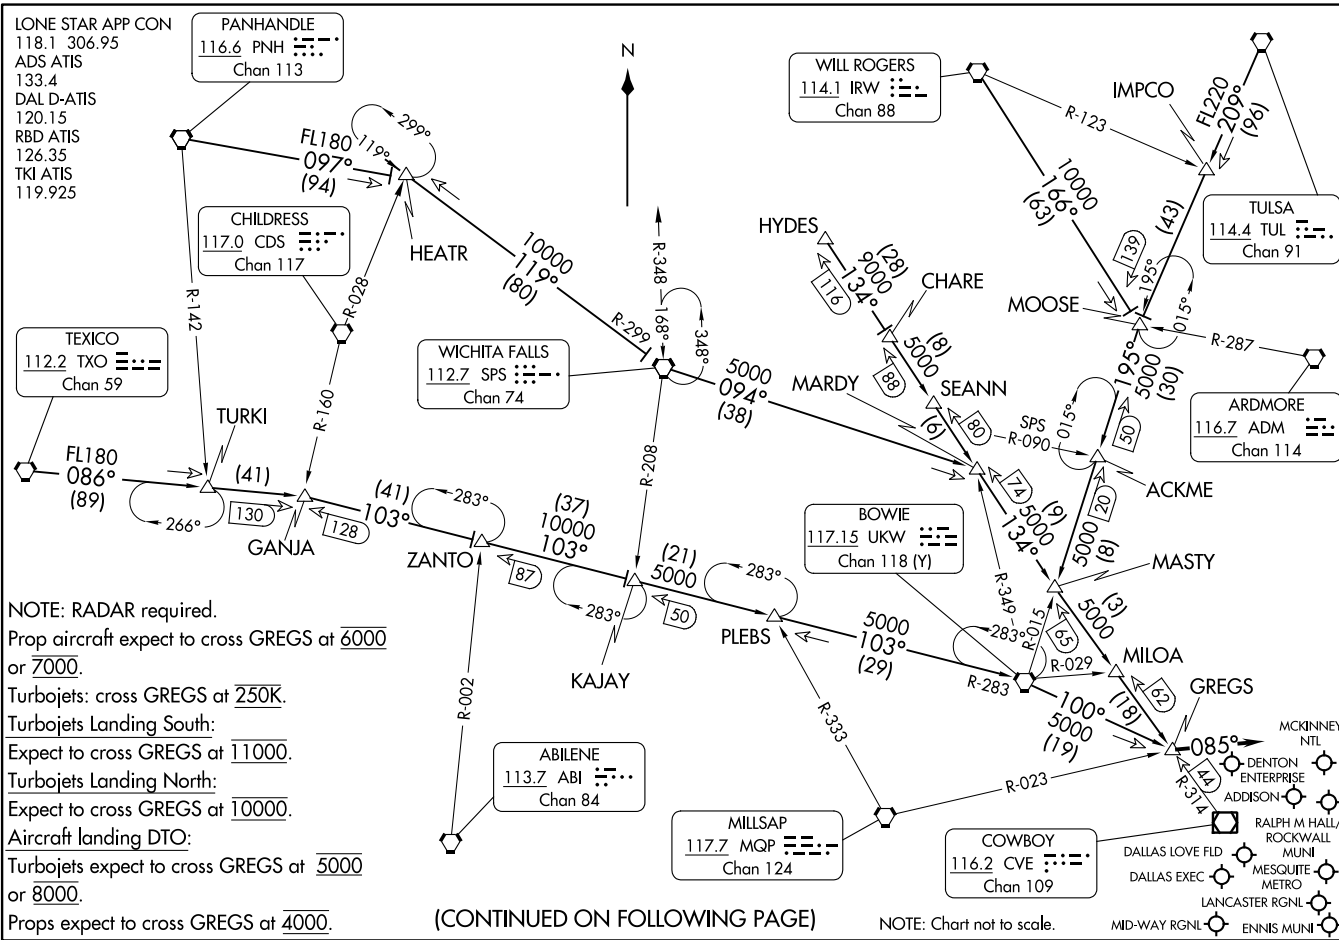 LONE STAR APP CON
118.1 306.95
ADS ATIS
133.4
DAL D-ATIS
120.15
RBD ATIS
126.35
TKI ATIS
119.925
PANHANDLE
116.6 PNH
Chan 113
N
WILL ROGERS
114.1 IRW
Chan 88
IMPCO
FL220
209°
(96)
R-123
299°
119°
FL180
097°
(94)
HEATR
10000
166°
(63)
(43)
TULSA
114.4 TUL
Chan 91
CHILDRESS
117.0 CDS
Chan 117
R-028
R-142
10000
119°
(80)
R-299
R-348
168°
348°
HYDES
116
(28)
9000
134°
CHARE
139
195°
015°
MOOSE
R-287
TEXICO
112.2 TXO
Chan 59
WICHITA FALLS
112.7 SPS
Chan 74
5000
094°
(38)
MARDY
88
(8)
5000
SEANN
195°
5000
(30)
ARDMORE
116.7 ADM
Chan 114
R-160
TURKI
(6)
80
SPS
R-090
015°
50
ACKME
FL180
086°
(89)
(41)
266°
130
GANJA
128
(41)
103°
283°
ZANTO
87
(37)
10000
103°
R-208
74
(9)
5000
134°
20
5000
(8)
BOWIE
117.15 UKW
Chan 118 (Y)
283°
KAJAY
(21)
5000
50
283°
PLEBS
R-349
MASTY
(3)
5000
65
R-015
5000
103°
(29)
283°
R-283
R-029
MILOA
62
(18)
GREGS
100°
5000
(19)
085°
44
R-314
R-002
R-333
R-023
NOTE: RADAR required.
Prop aircraft expect to cross GREGS at 6000
or 7000.
Turbojets: cross GREGS at 250K.
Turbojets Landing South:
Expect to cross GREGS at 11000.
Turbojets Landing North:
Expect to cross GREGS at 10000.
Aircraft landing DTO:
Turbojets expect to cross GREGS at 5000
or 8000.
Props expect to cross GREGS at 4000.
ABILENE
113.7 ABI
Chan 84
MILLSAP
117.7 MQP
Chan 124
COWBOY
116.2 CVE
Chan 109
MCKINNEY
NTL
DENTON
ENTERPRISE
ADDISON
RALPH M HALL/
ROCKWALL
MUNI
DALLAS LOVE FLD
MESQUITE
METRO
DALLAS EXEC
LANCASTER RGNL
MID-WAY RGNL
ENNIS MUNI
(CONTINUED ON FOLLOWING PAGE)
NOTE: Chart not to scale.